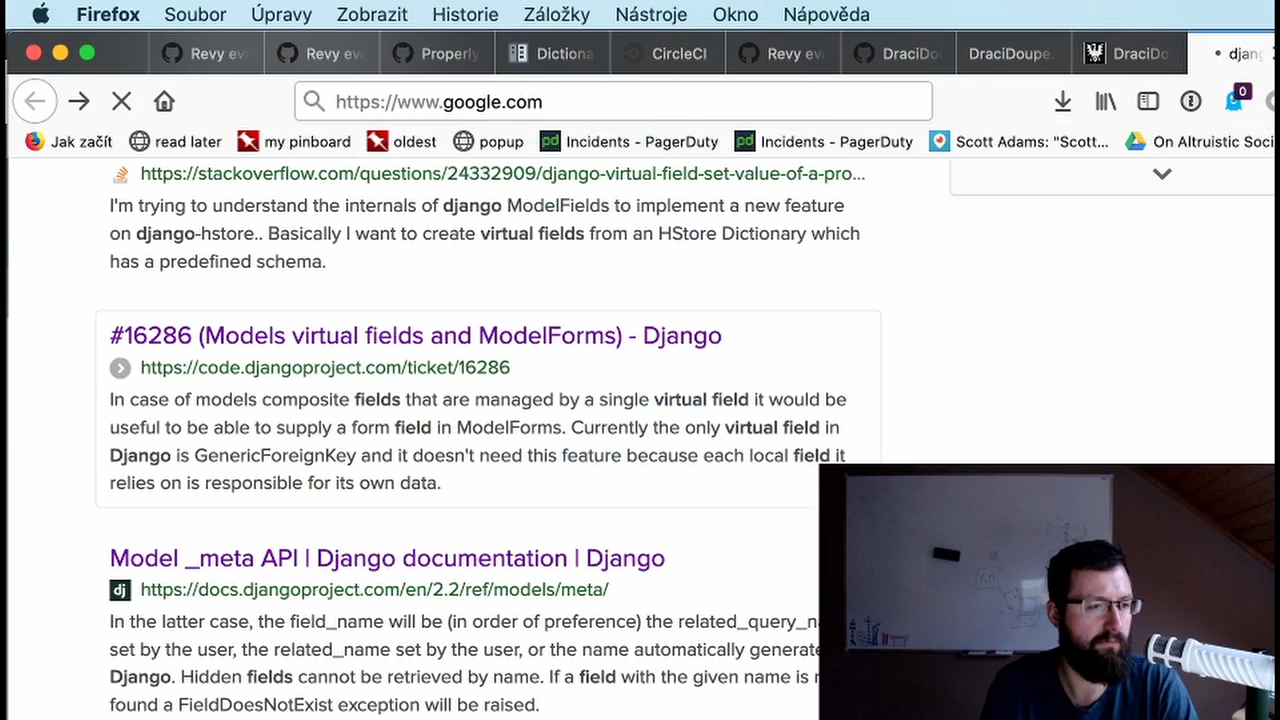 Firefox Soubor Úpravy Zobrazit Historie Záložky Nástroje Okno Nápověda
Revy eva Revy eva Properly Dictiona CircleCI Revy eva DraciDo DraciDoupe. DraciDo djang
https://www.google.com
0
Jak začít read later my pinboard oldest popup Incidents - PagerDuty Incidents - PagerDuty Scott Adams: "Scott... On Altruistic Soci
https://stackoverflow.com/questions/24332909/django-virtual-field-set-value-of-a-pro...
I'm trying to understand the internals of django ModelFields to implement a new feature
on django-hstore.. Basically I want to create virtual fields from an HStore Dictionary which
has a predefined schema.
#16286 (Models virtual fields and ModelForms) - Django
https://code.djangoproject.com/ticket/16286
In case of models composite fields that are managed by a single virtual field it would be
useful to be able to supply a form field in ModelForms. Currently the only virtual field in
Django is GenericForeignKey and it doesn't need this feature because each local field it
relies on is responsible for its own data.
Model _meta API | Django documentation | Django
dj https://docs.djangoproject.com/en/2.2/ref/models/meta/
In the latter case, the field_name will be (in order of preference) the related_query_na
set by the user, the related_name set by the user, or the name automatically generate
Django. Hidden fields cannot be retrieved by name. If a field with the given name is
found a FieldDoesNotExist exception will be raised.